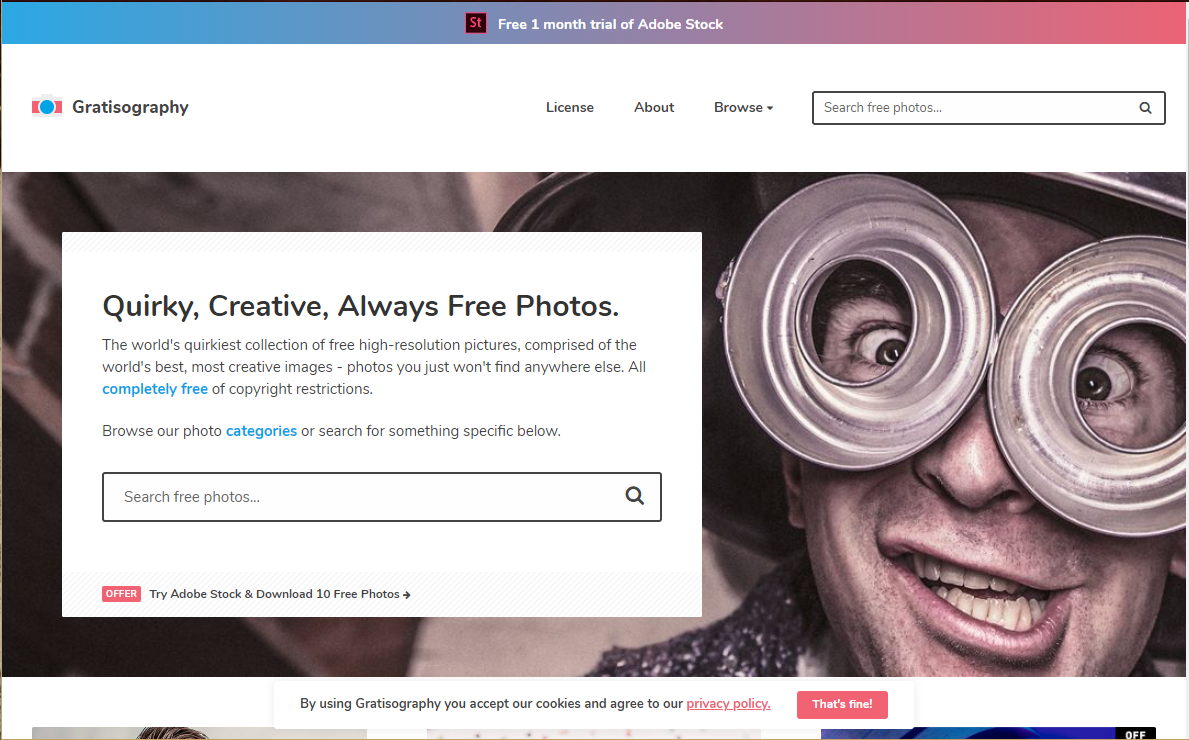 St Free 1 month trial of Adobe Stock
Gratisography
License About Browse
Search free photos...
Quirky, Creative, Always Free Photos.
The world's quirkiest collection of free high-resolution pictures, comprised of the
world's best, most creative images - photos you just won't find anywhere else. All
completely free of copyright restrictions.
Browse our photo categories or search for something specific below.
Search free photos...
OFFER Try Adobe Stock & Download 10 Free Photos
By using Gratisography you accept our cookies and agree to our privacy policy. That's fine!
OFF